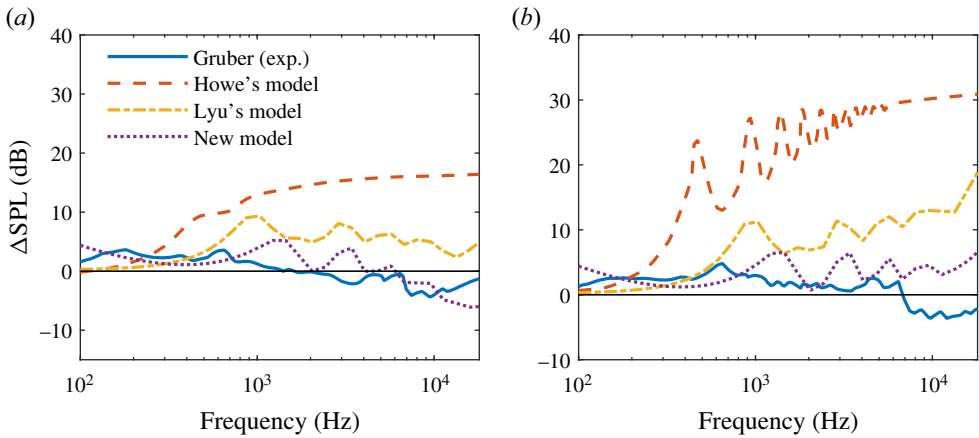 (a)
40
30
20
10
0
−10
ΔSPL (dB)
Gruber (exp.)
Howe's model
Lyu's model
New model
10²
10³
10⁴
Frequency (Hz)
(b)
40
30
20
10
0
−10
10²
10³
10⁴
Frequency (Hz)